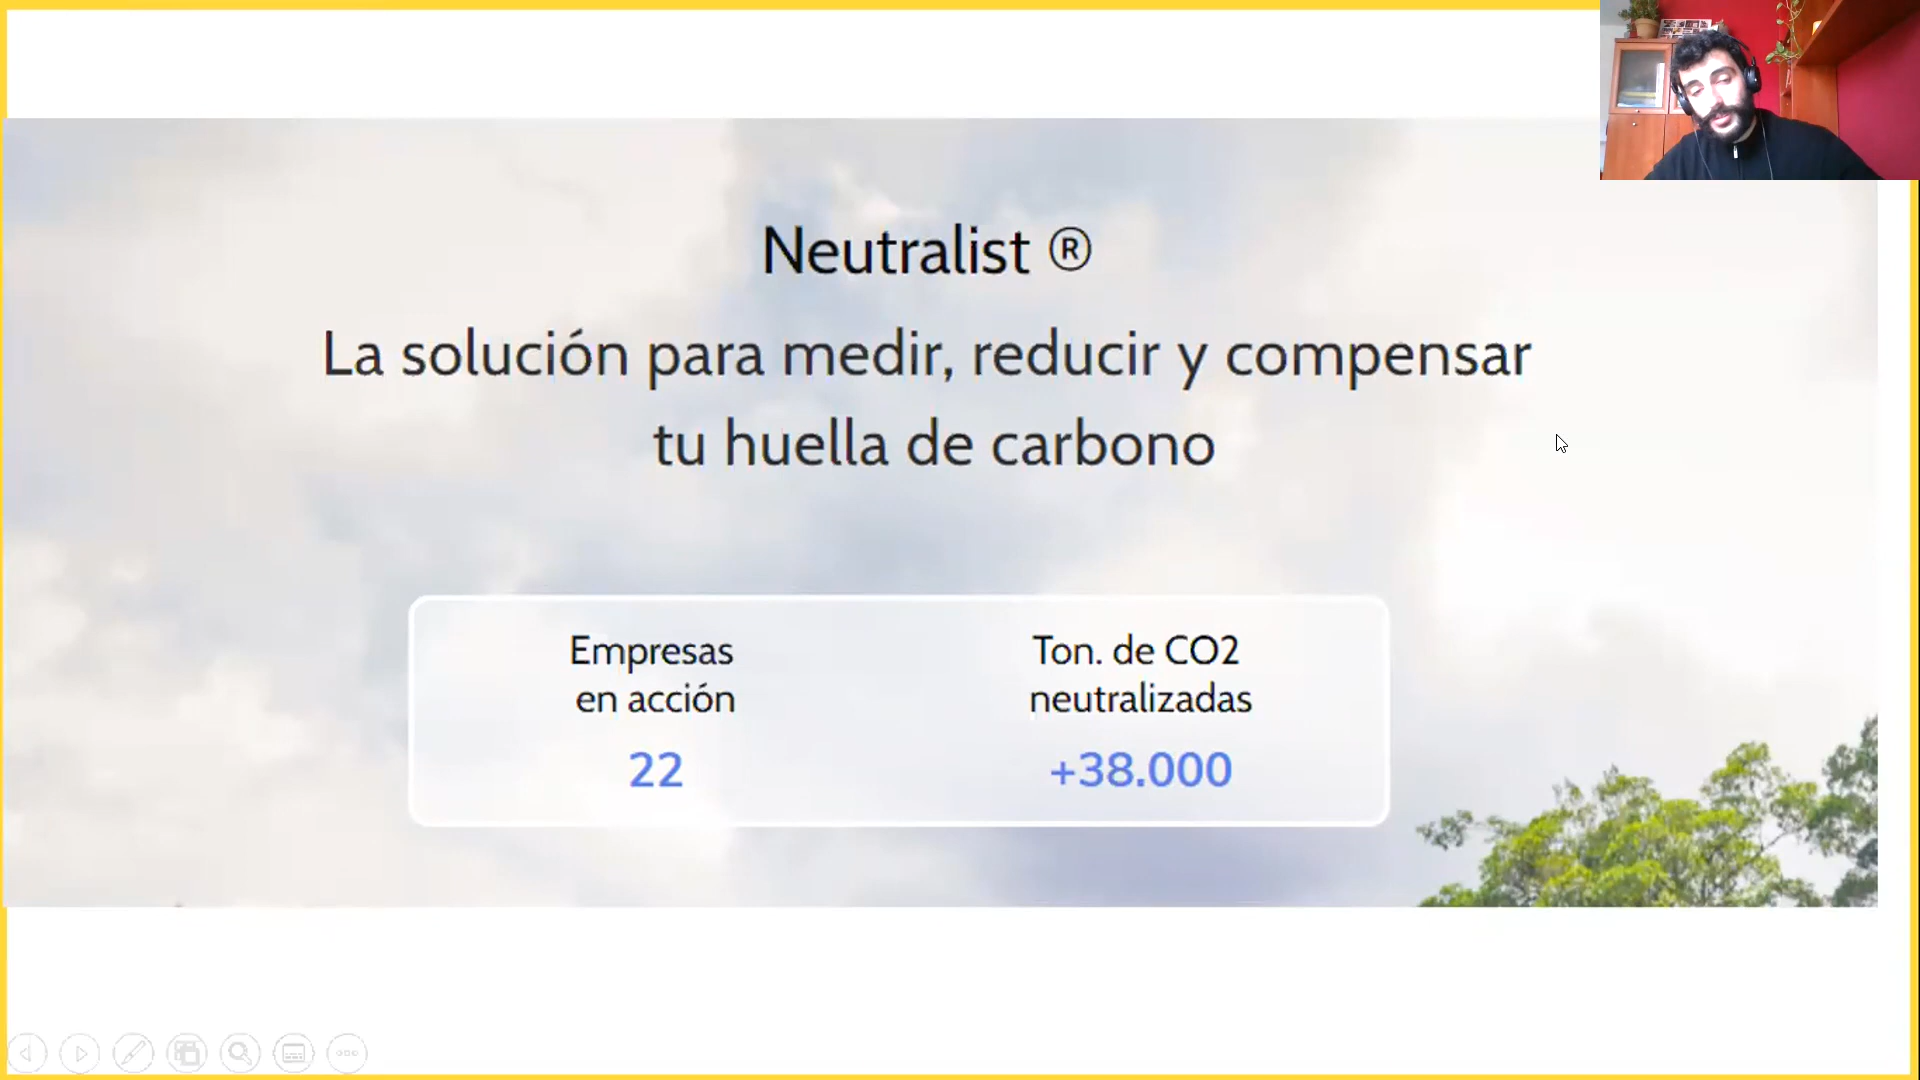 Neutralist ®
La solución para medir, reducir y compensar
tu huella de carbono
Empresas
en acción
22
Ton. de CO2
neutralizadas
+38.000